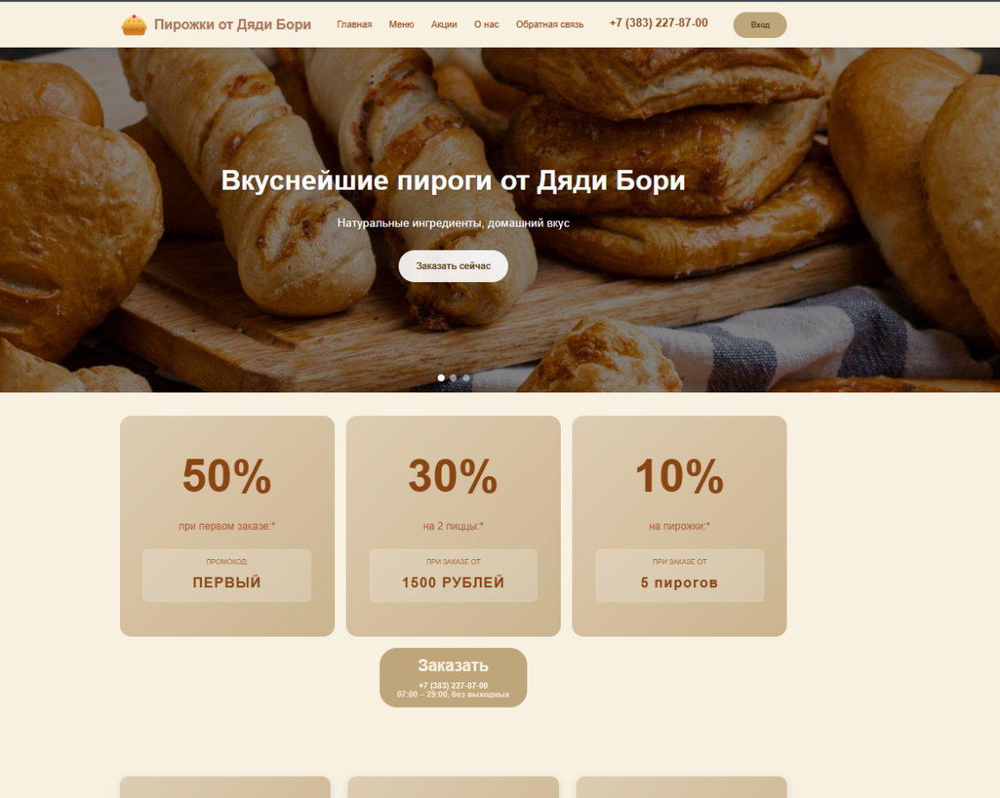 Пирожки от Дяди Бори
Главная Меню Акции О нас Обратная связь
+7 (383) 227-87-00
Вход
Вкуснейшие пироги от Дяди Бори
Натуральные ингредиенты, домашний вкус
Заказать сейчас
50%
при первом заказе:*
ПРОМОКОД:
ПЕРВЫЙ
30%
на 2 пиццы:*
ПРИ ЗАКАЗЕ ОТ
1500 РУБЛЕЙ
10%
на пирожки:*
ПРИ ЗАКАЗЕ ОТ
5 пирогов
Заказать
+7 (383) 227-87-00
07:00 – 29:00, без выходных